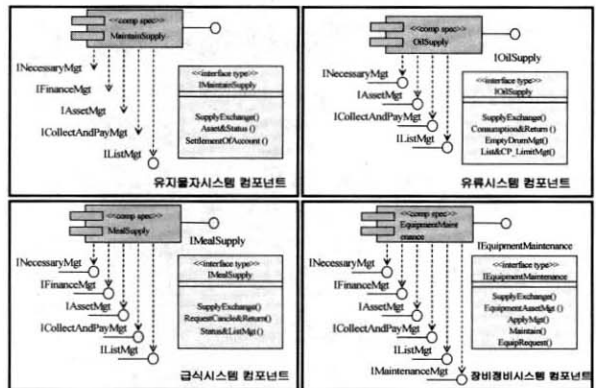 <<comp spec>>
MaintainSupply
INecessaryMgt
IFinanceMgt
IAssetMgt
ICollectAndPayMgt
IListMgt
<<interface type>>
IMaintainSupply
SupplyExchange()
Asset&Status ()
SettlementOfAccount ()
유지물자시스템 컴포넌트
<<comp spec>>
OilSupply
IOilSupply
INecessaryMgt
IAssetMgt
ICollectAndPayMgt
IListMgt
<<interface type>>
IOilSupply
SupplyExchange()
Consumption&Return ()
EmptyDrumMgt()
List&CP_LimitMgt()
유류시스템 컴포넌트
<<comp spec>>
MealSupply
IMealSupply
INecessaryMgt
IFinanceMgt
IAssetMgt
ICollectAndPayMgt
IListMgt
<<interface type>>
IMealSupply
SupplyExchange()
RequestCancle&Return()
Status&ListMgt()
급식시스템 컴포넌트
<<comp spec>>
EquipmentMaint
enance
IEquipmentMaintenance
INecessaryMgt
IFinanceMgt
IAssetMgt
ICollectAndPayMgt
IListMgt
IMaintenanceMgt
<<interface type>>
IEquipmentMaintenance
SupplyExchange()
EquipmentAssetMgt ()
ApplyMgt()
Maintain()
EquipRequest()
장비정비시스템 컴포넌트